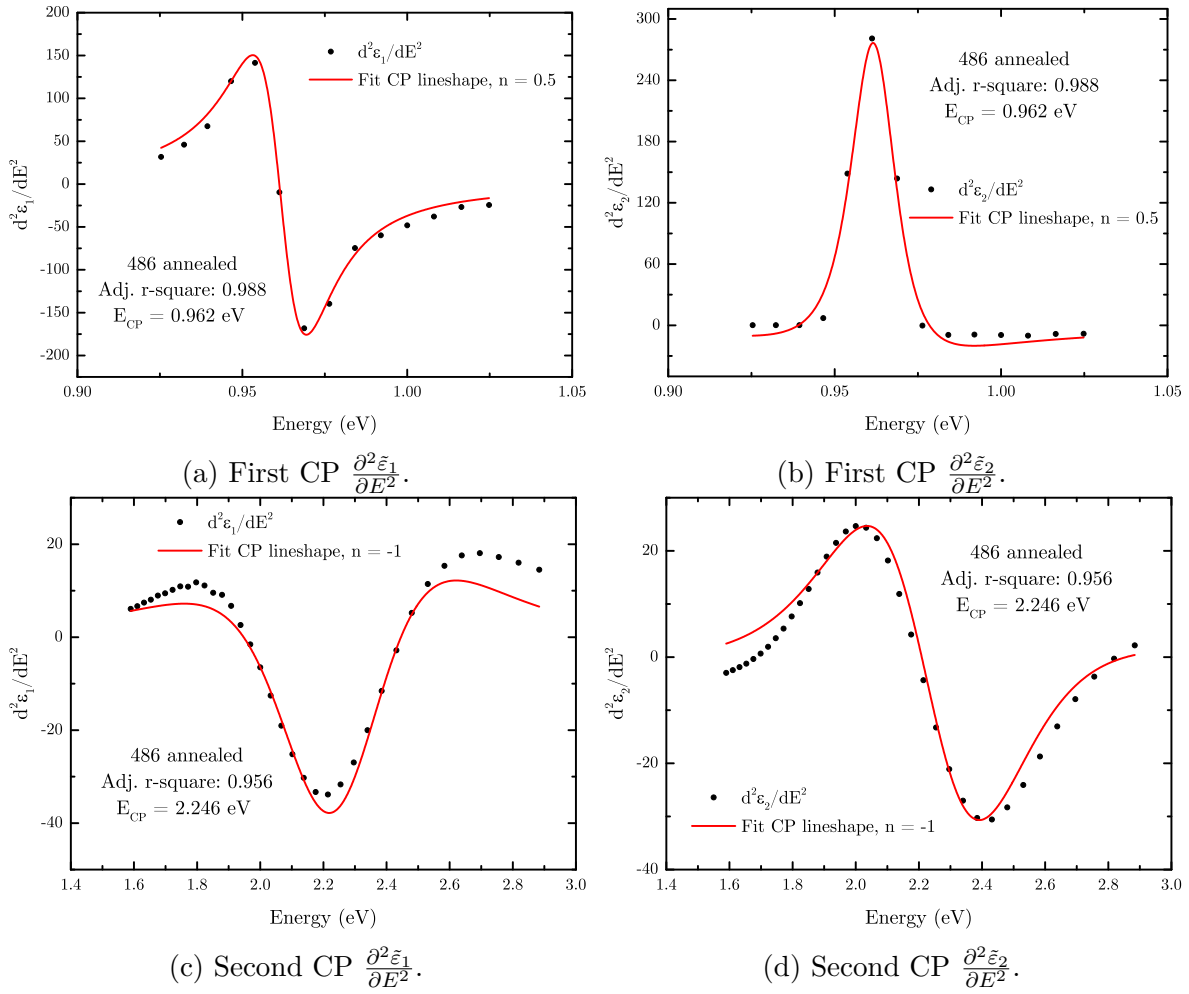 200
150
100
50
0
-50
-100
-150
-200
0.90
0.95
1.00
1.05
d²ε₁/dE²
Energy (eV)
d²ε₁/dE²
Fit CP lineshape, n = 0.5
486 annealed
Adj. r-square: 0.988
E_CP = 0.962 eV
(a) First CP ∂²ε̃₁/∂E².
300
240
180
120
60
0
0.90
0.95
1.00
1.05
d²ε₂/dE²
Energy (eV)
486 annealed
Adj. r-square: 0.988
E_CP = 0.962 eV
d²ε₂/dE²
Fit CP lineshape, n = 0.5
(b) First CP ∂²ε̃₂/∂E².
20
0
-20
-40
1.4
1.6
1.8
2.0
2.2
2.4
2.6
2.8
3.0
d²ε₁/dE²
Energy (eV)
d²ε₁/dE²
Fit CP lineshape, n = -1
486 annealed
Adj. r-square: 0.956
E_CP = 2.246 eV
(c) Second CP ∂²ε̃₁/∂E².
20
0
-20
-40
1.4
1.6
1.8
2.0
2.2
2.4
2.6
2.8
3.0
d²ε₂/dE²
Energy (eV)
486 annealed
Adj. r-square: 0.956
E_CP = 2.246 eV
d²ε₂/dE²
Fit CP lineshape, n = -1
(d) Second CP ∂²ε̃₂/∂E².